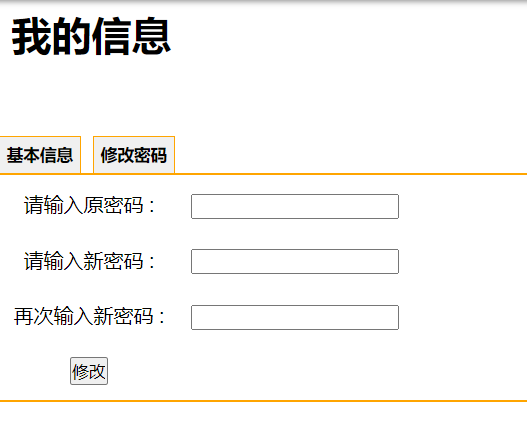 我的信息
基本信息 修改密码
请输入原密码：
请输入新密码：
再次输入新密码：
修改